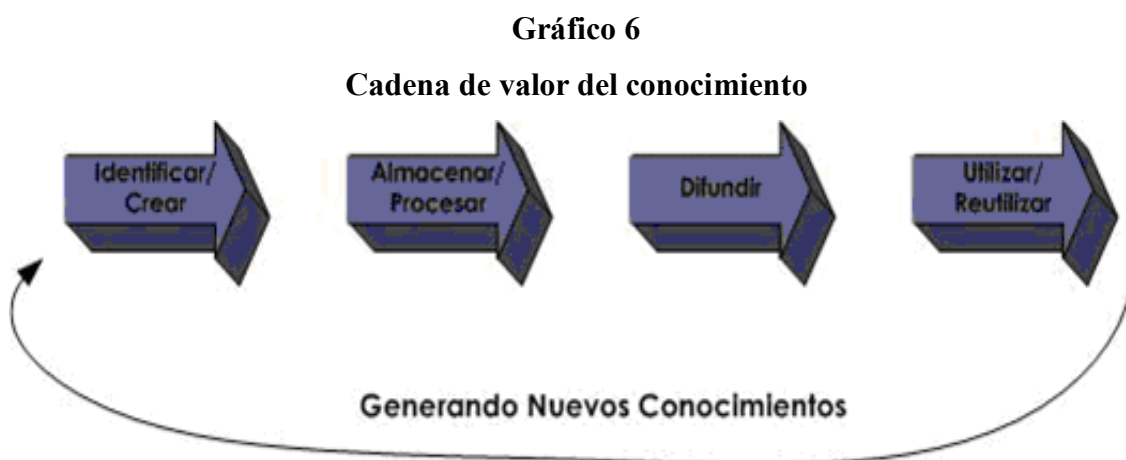 Gráfico 6
Cadena de valor del conocimiento
Identificar/
Crear
Almacenar/
Procesar
Difundir
Utilizar/
Reutilizar
Generando Nuevos Conocimientos